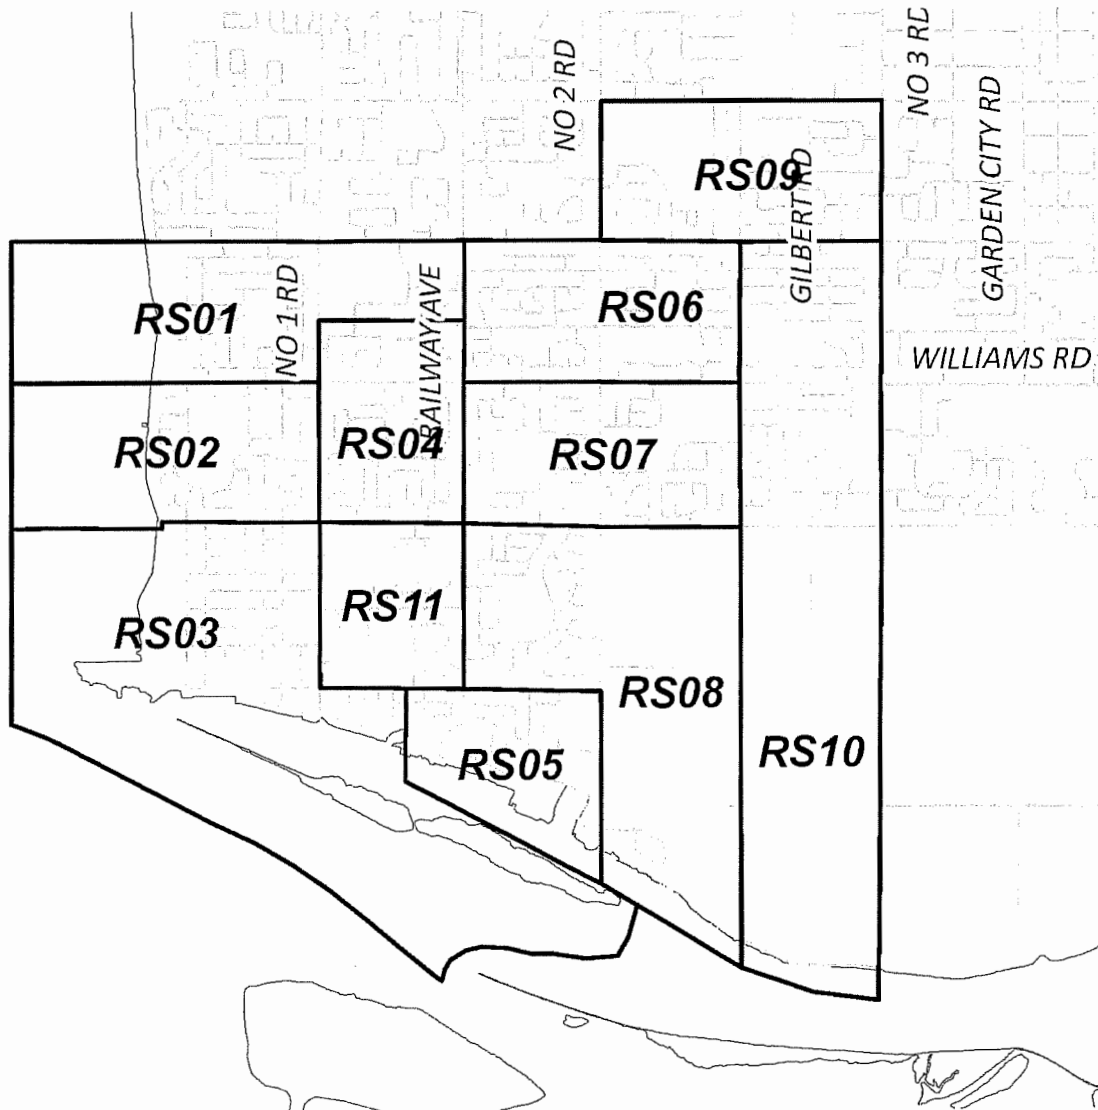 NO 3 RD
NO 2 RD
GARDEN CITY RD
RS09
GILBERT RD
NO 1 RD
RAILWAY AVE
RS01
RS06
WILLIAMS RD
RS02
RS04
RS07
RS03
RS11
RS08
RS05
RS10